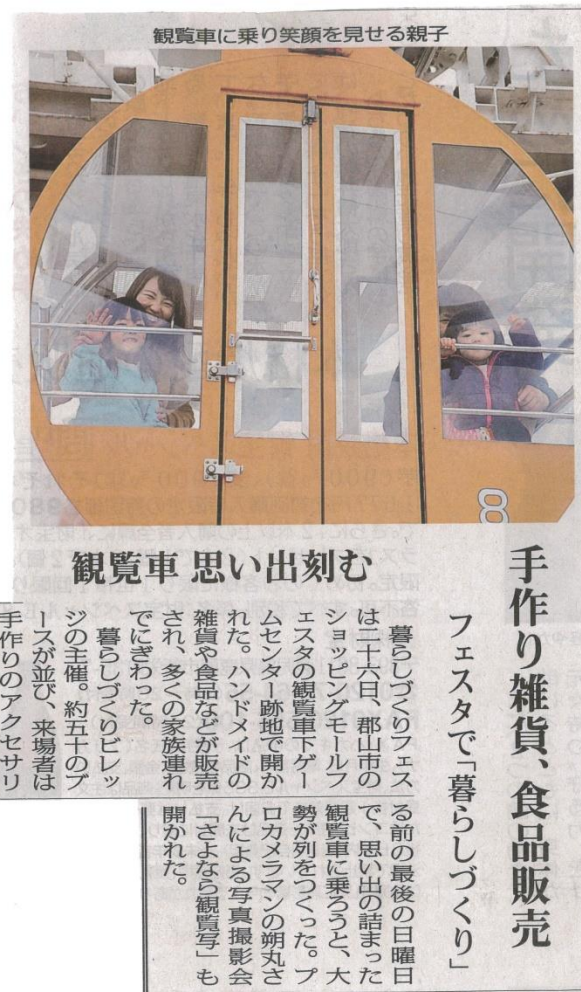 観覧車に乗り笑顔を見せる親子
8
手作り雑貨、食品販売
フェスタで「暮らしづくり」
観覧車 思い出刻む
暮らしづくりフェス
は二十六日、郡山市の
ショッピングモールフ
ェスタの観覧車下ゲー
ムセンター跡地で開か
れた。ハンドメイドの
雑貨や食品などが販売
され、多くの家族連れ
でにぎわった。
暮らしづくりビレッ
ジの主催。約五十のブ
ースが並び、来場者は
手作りのアクセサリ
る前の最後の日曜日
で、思い出の詰まった
観覧車に乗ろうと、大
勢が列をつくった。プ
ロカメラマンの朔丸さ
んによる写真撮影会
「さよなら観覧写」も
開かれた。